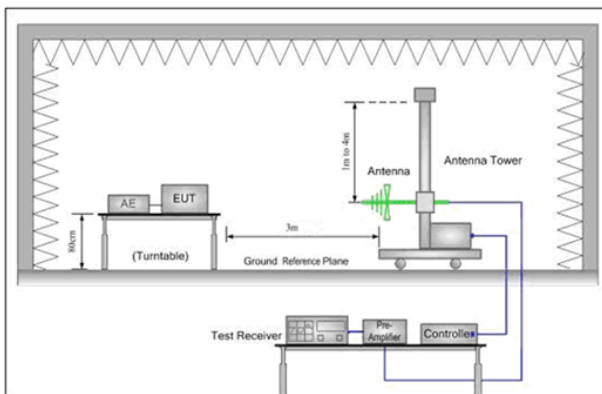 1m to 4m
Antenna
Antenna Tower
AE
EUT
80cm
(Turntable)
3m
Ground Reference Plane
Test Receiver
Pre-
Amplifier
Controller